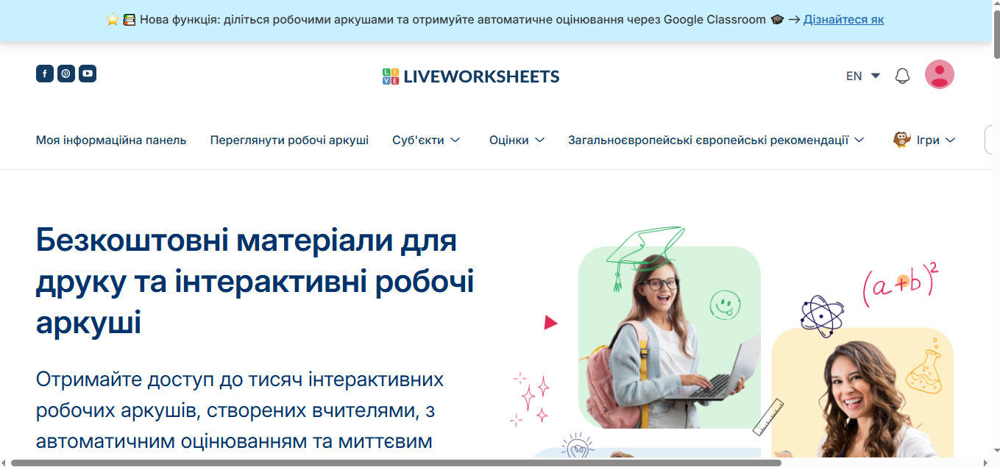 Нова функція: діліться робочими аркушами та отримуйте автоматичне оцінювання через Google Classroom → Дізнайтеся як
LIVE LIVEWORKSHEETS
EN
Моя інформаційна панель Переглянути робочі аркуші Суб'єкти Оцінки Загальноєвропейські європейські рекомендації Ігри
Безкоштовні матеріали для
друку та інтерактивні робочі
аркуші
(a+b)²
Отримайте доступ до тисяч інтерактивних
робочих аркушів, створених вчителями, з
автоматичним оцінюванням та миттєвим